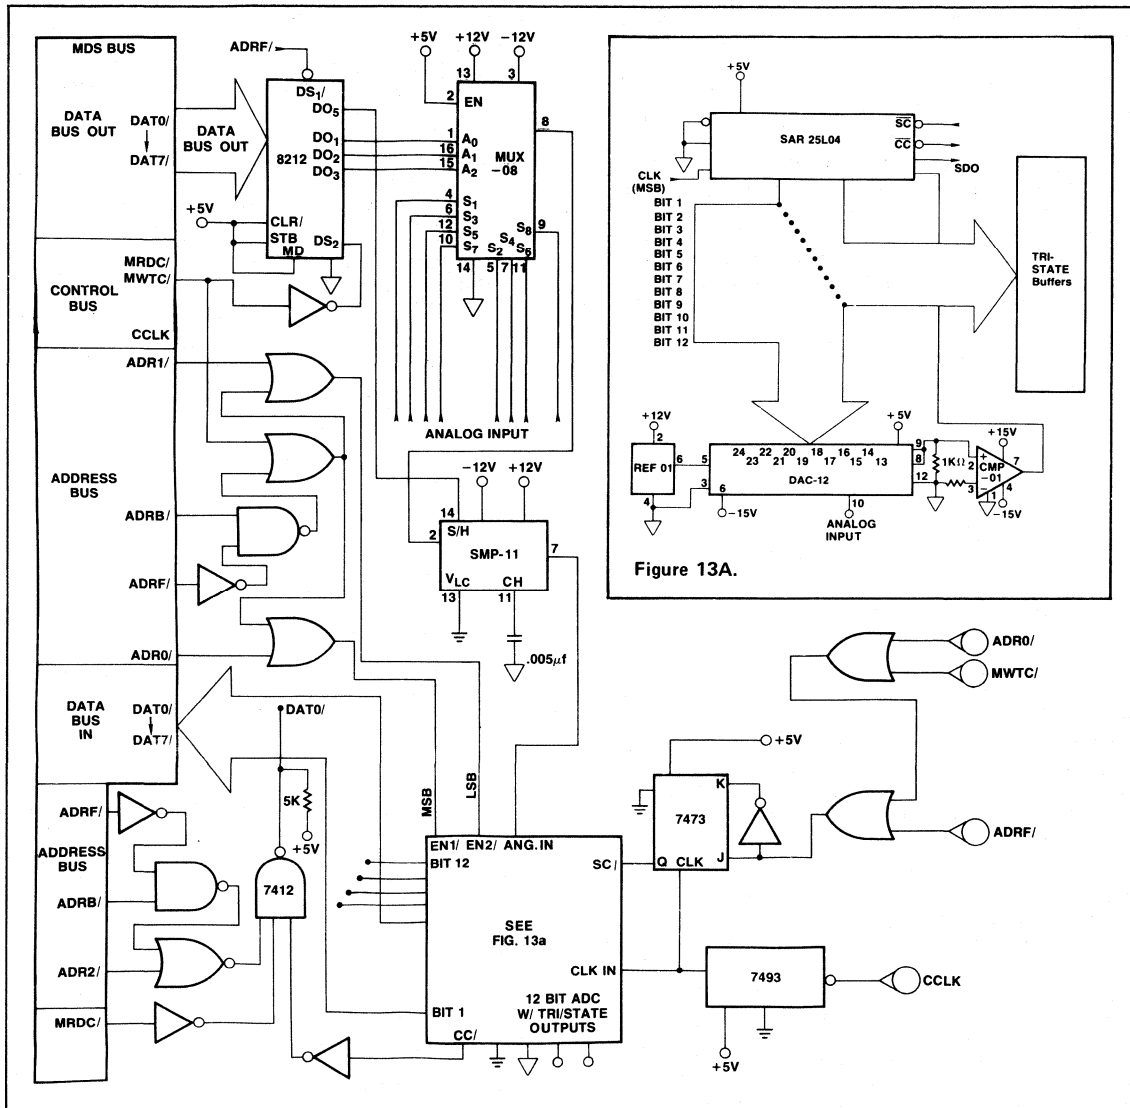 MDS BUS
DATA
BUS OUT
DAT0/
DAT7/
DATA
BUS OUT
ADRF/
DS1/
DO5
DO1
DO2
DO3
8212
+5V
CLR/
STB
MD
DS2
+5V
+12V
-12V
13
3
2
EN
8
1
A0
16
A1
15
A2
MUX
-08
4
S1
6
S3
12
S5
10
S7
S2
S4
S6
S8
9
14
5
7
11
ANALOG INPUT
CONTROL
BUS
MRDC/
MWTC/
CCLK
ADDRESS
BUS
ADR1/
ADRB/
ADRF/
ADR0/
-12V
+12V
14
S/H
2
SMP-11
7
VLC
CH
13
11
.005μf
DATA
BUS
IN
DAT0/
DAT7/
DAT0/
5K
+5V
7412
MSB
LSB
ADDRESS
BUS
ADRF/
ADRB/
ADR2/
MRDC/
EN1/
EN2/
ANG. IN
BIT 12
SC/
SEE
FIG. 13a
CLK IN
BIT 1
12 BIT ADC
W/ TRI/STATE
OUTPUTS
CC/
+5V
K
7473
Q
CLK
J
7493
+5V
CCLK
ADR0/
MWTC/
ADRF/
+5V
SAR 25L04
SC
CC
SDO
CLK
(MSB)
BIT 1
BIT 2
BIT 3
BIT 4
BIT 5
BIT 6
BIT 7
BIT 8
BIT 9
BIT 10
BIT 11
BIT 12
TRI-
STATE
Buffers
+12V
2
REF 01
6
4
5
3
24 22 20 18 16 14
23 21 19 17 15 13
DAC-12
6
-15V
10
ANALOG
INPUT
+5V
9
8
12
1KΩ
+15V
2
+
CMP
-01
7
3
−
1
4
-15V
Figure 13A.